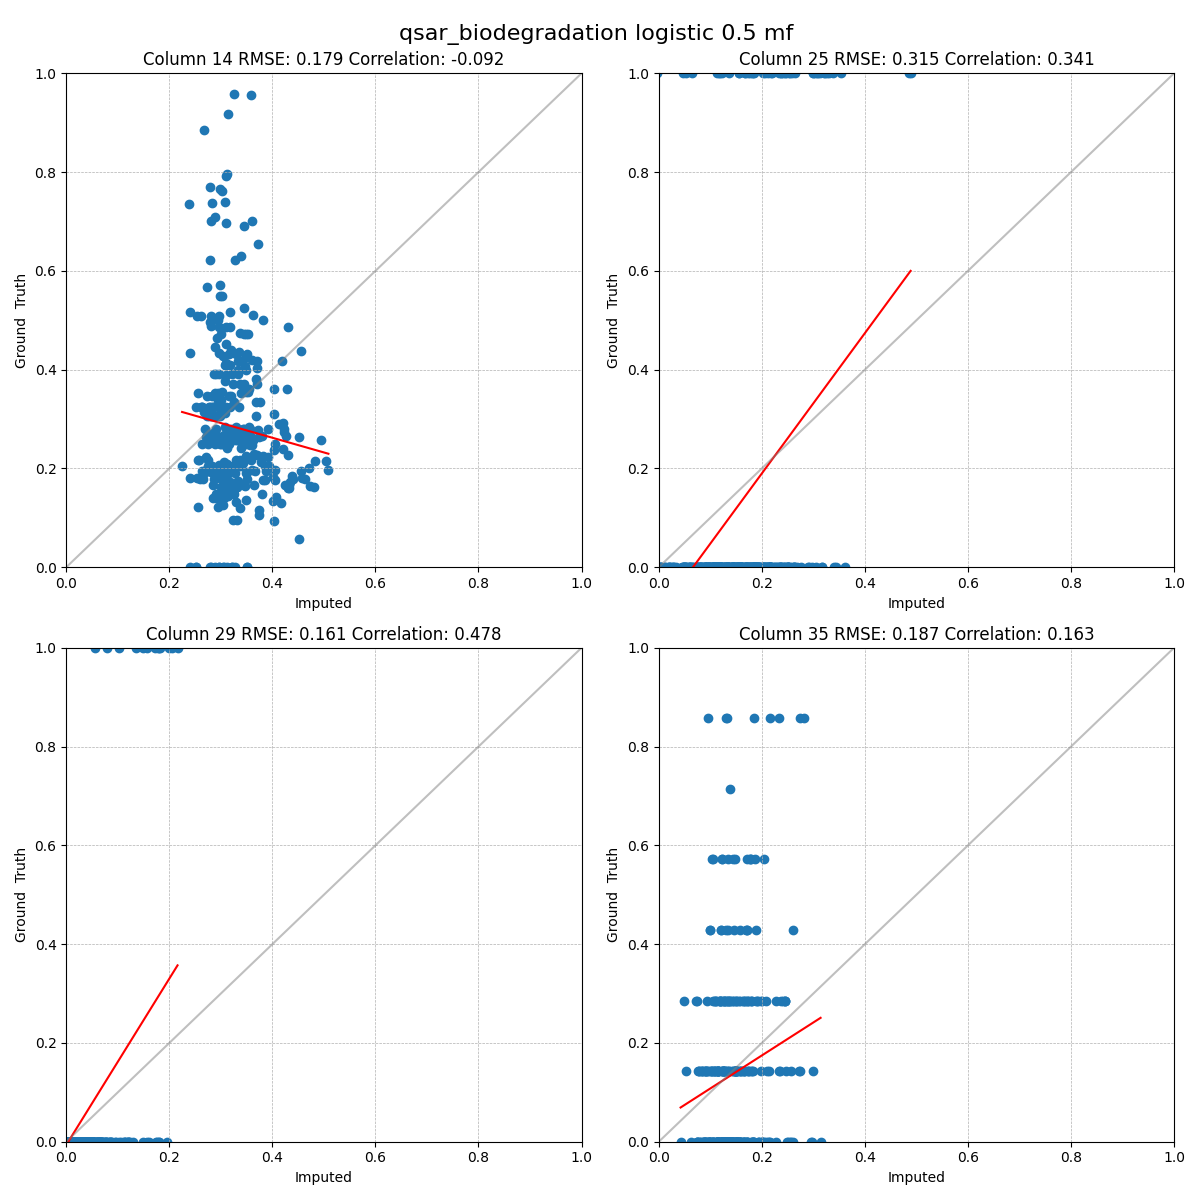 qsar_biodegradation logistic 0.5 mf
Column 14 RMSE: 0.179 Correlation: -0.092
1.0
0.8
0.6
0.4
0.2
0.0
Ground Truth
0.0 0.2 0.4 0.6 0.8 1.0
Imputed
Column 25 RMSE: 0.315 Correlation: 0.341
1.0
0.8
0.6
0.4
0.2
0.0
Ground Truth
0.0 0.2 0.4 0.6 0.8 1.0
Imputed
Column 29 RMSE: 0.161 Correlation: 0.478
1.0
0.8
0.6
0.4
0.2
0.0
Ground Truth
0.0 0.2 0.4 0.6 0.8 1.0
Imputed
Column 35 RMSE: 0.187 Correlation: 0.163
1.0
0.8
0.6
0.4
0.2
0.0
Ground Truth
0.0 0.2 0.4 0.6 0.8 1.0
Imputed